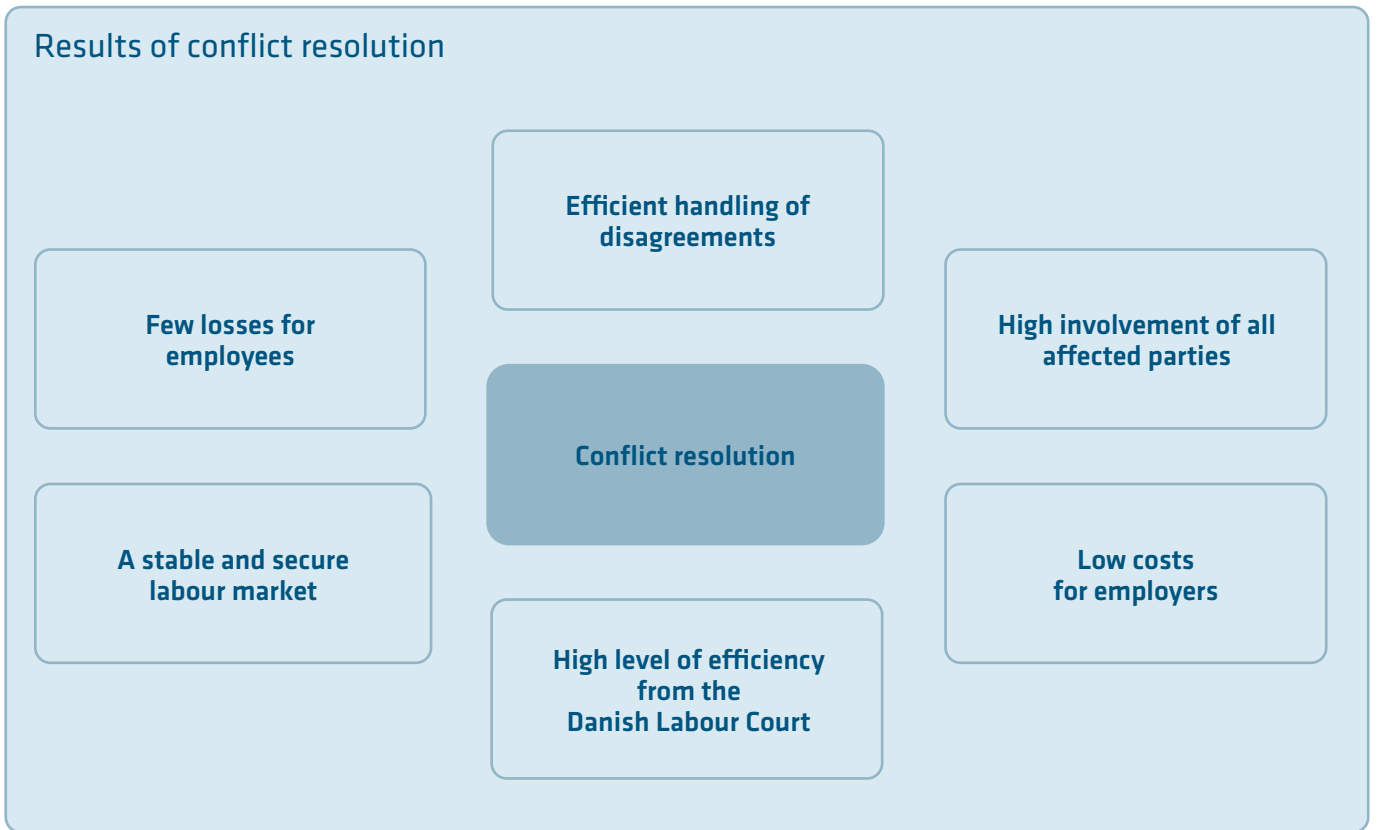 Results of conflict resolution
Efficient handling of
disagreements
Few losses for
employees
High involvement of all
affected parties
Conflict resolution
A stable and secure
labour market
Low costs
for employers
High level of efficiency
from the
Danish Labour Court